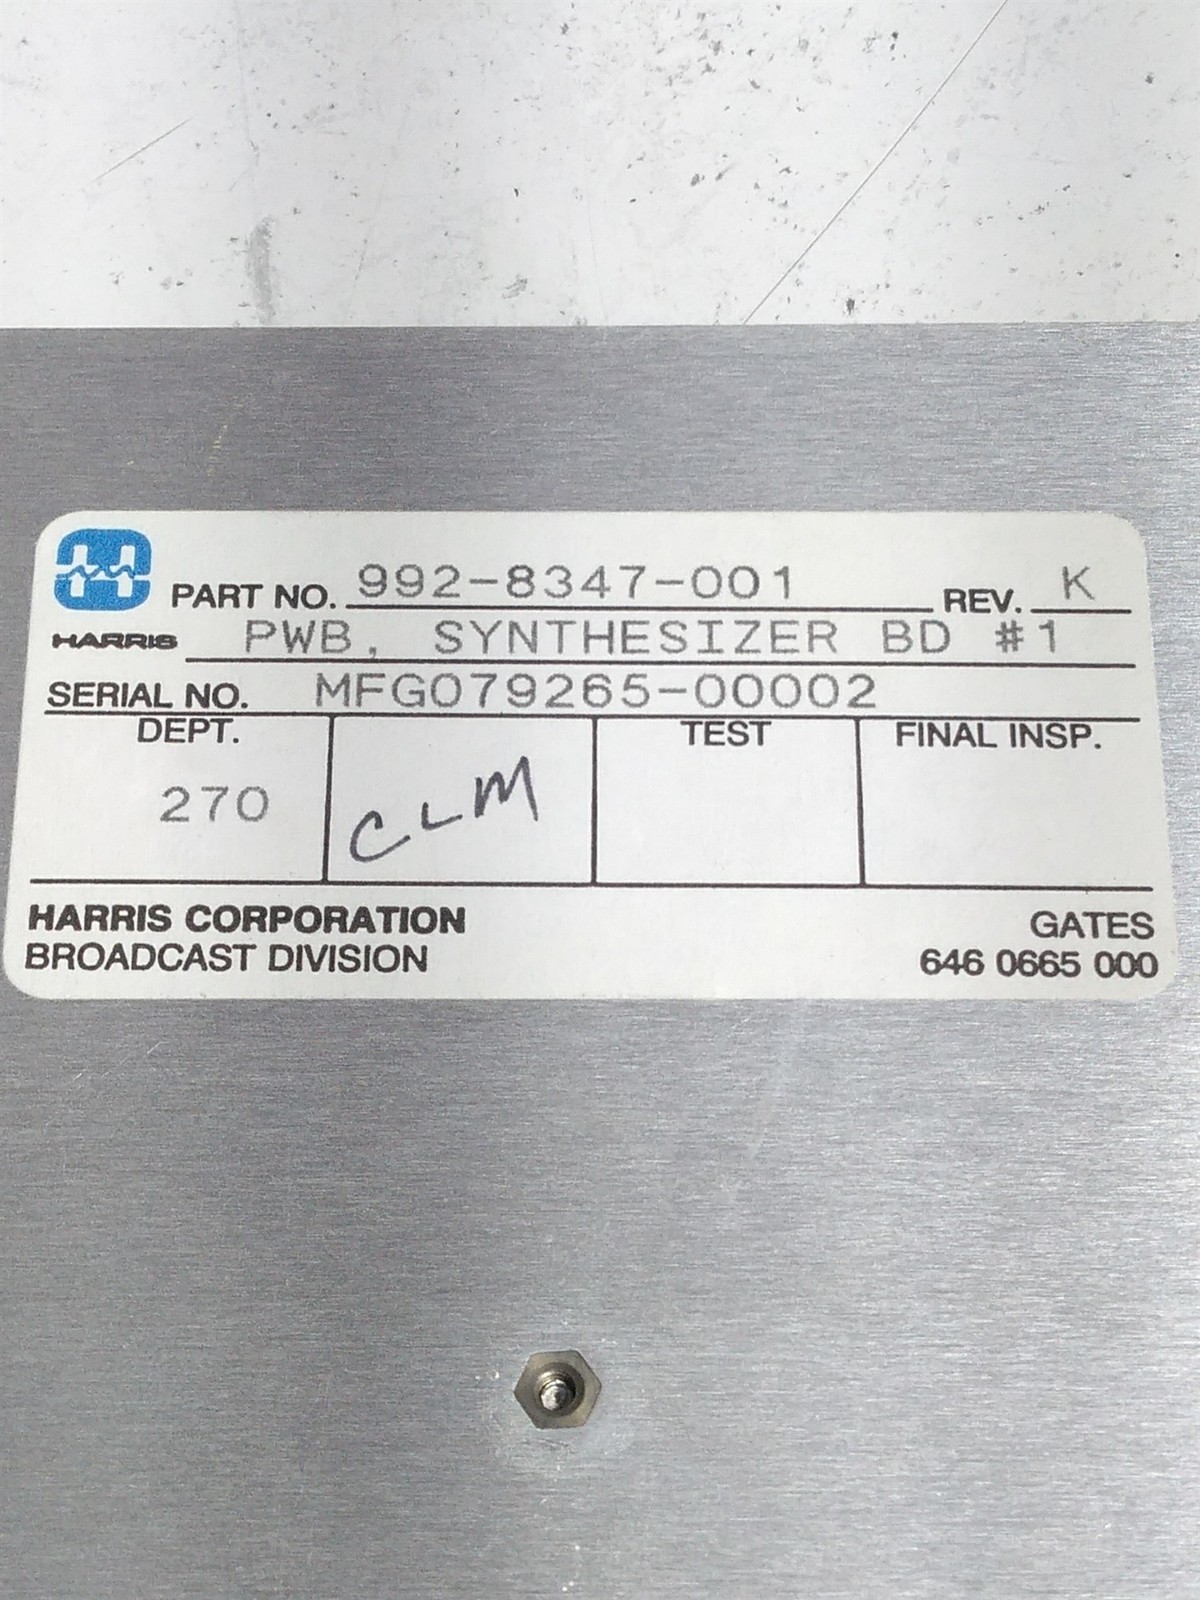 PART NO. 992-8347-001 REV. K
HARRIS PWB, SYNTHESIZER BD #1
SERIAL NO. MFG079265-00002
DEPT. TEST FINAL INSP.
270 CLM
HARRIS CORPORATION GATES
BROADCAST DIVISION 646 0665 000